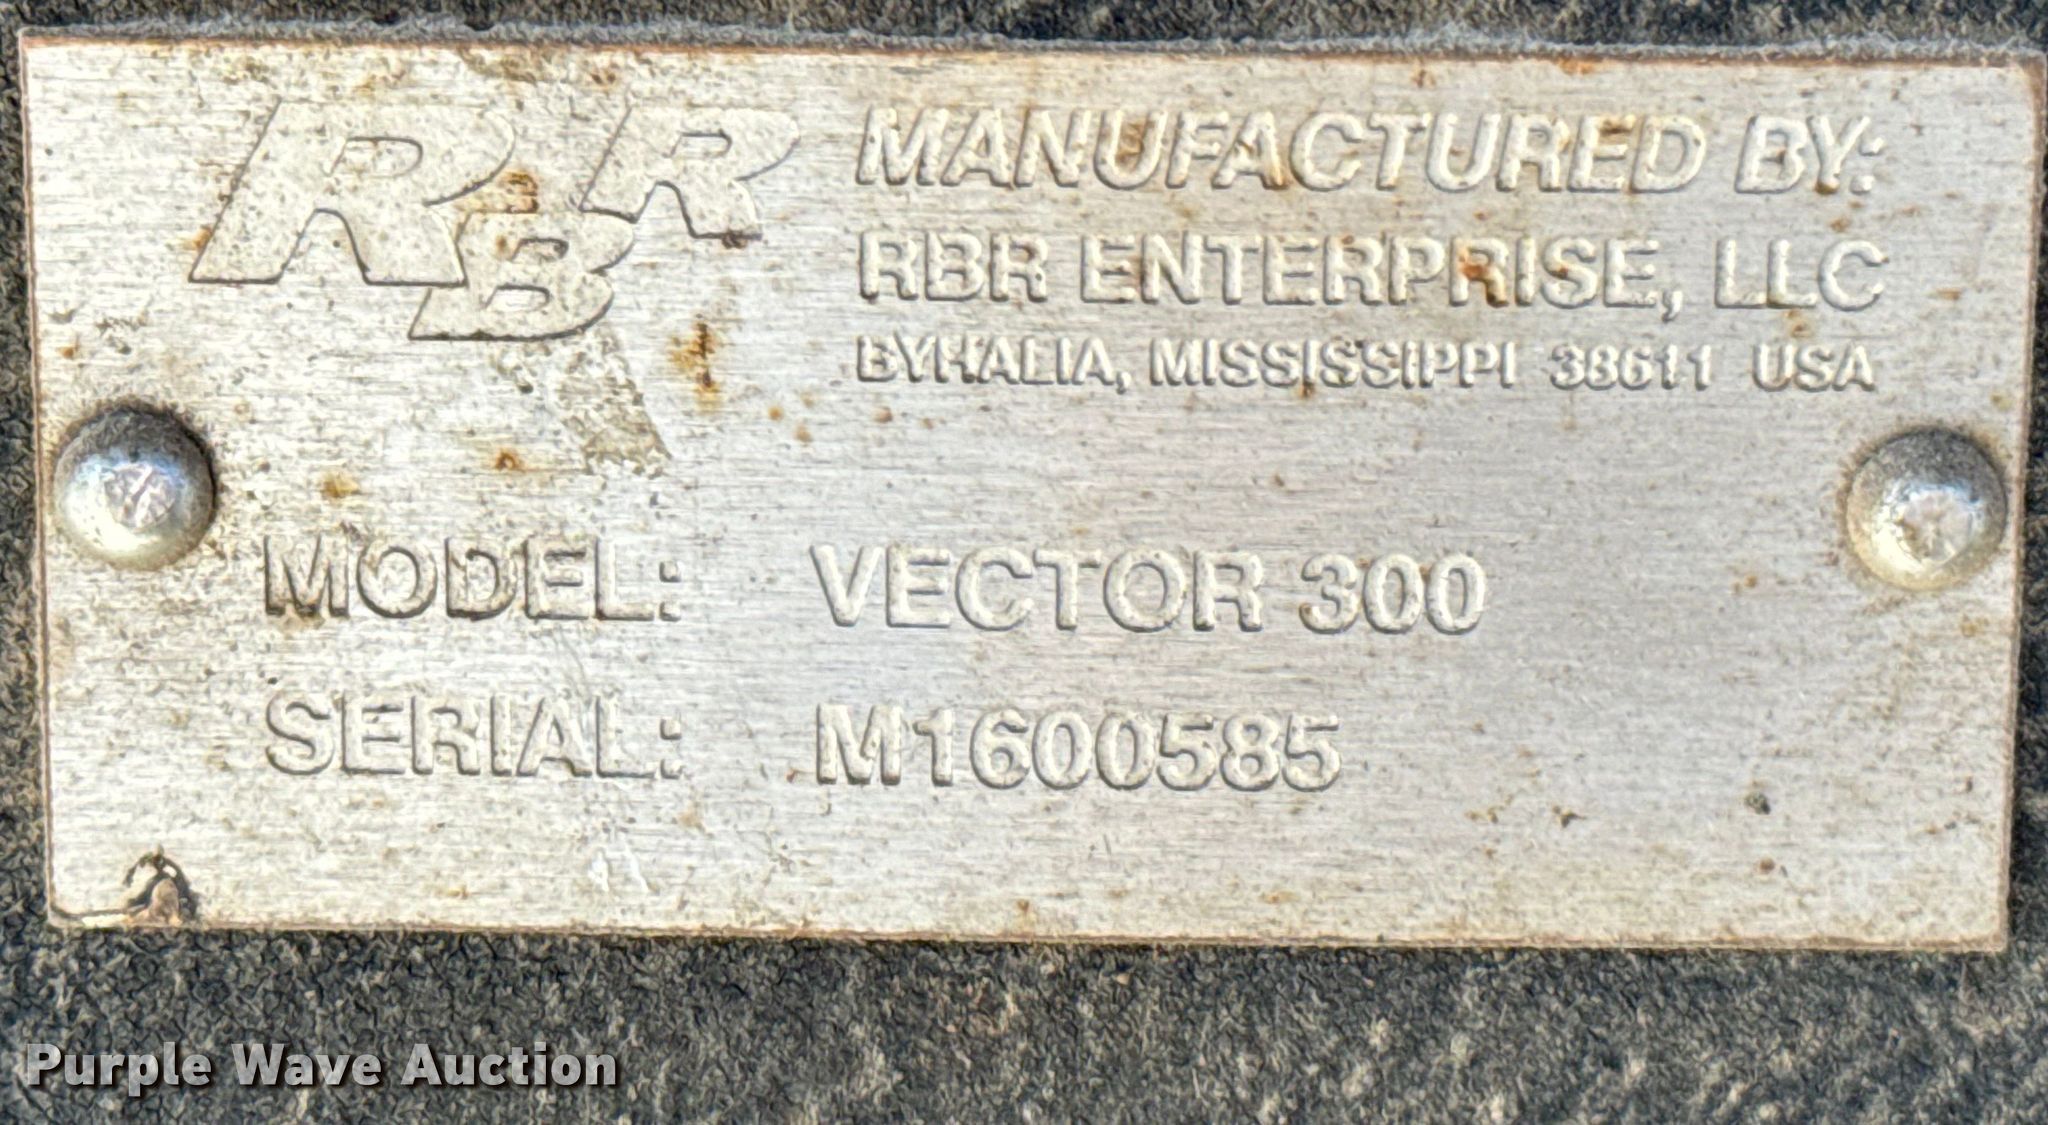 RBR
MANUFACTURED BY:
RBR ENTERPRISE, LLC
BYHALIA, MISSISSIPPI 38611 USA
MODEL: VECTOR 300
SERIAL: M1600585
Purple Wave Auction